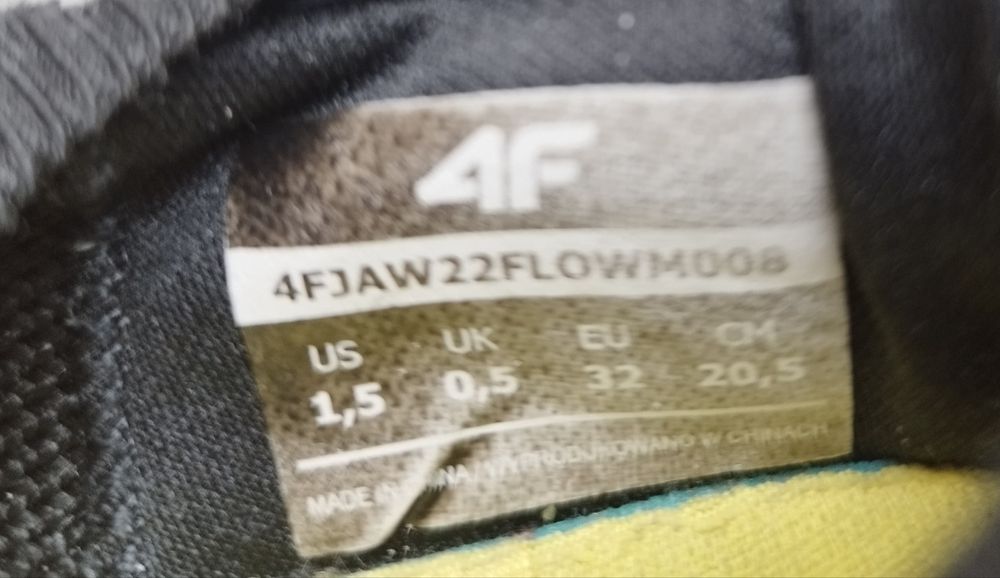 4F
4FJAW22FLOWM008
US UK EU CM
1,5 0,5 32 20,5
MADE IN CHINA / WYPRODUKOWANO W CHINACH